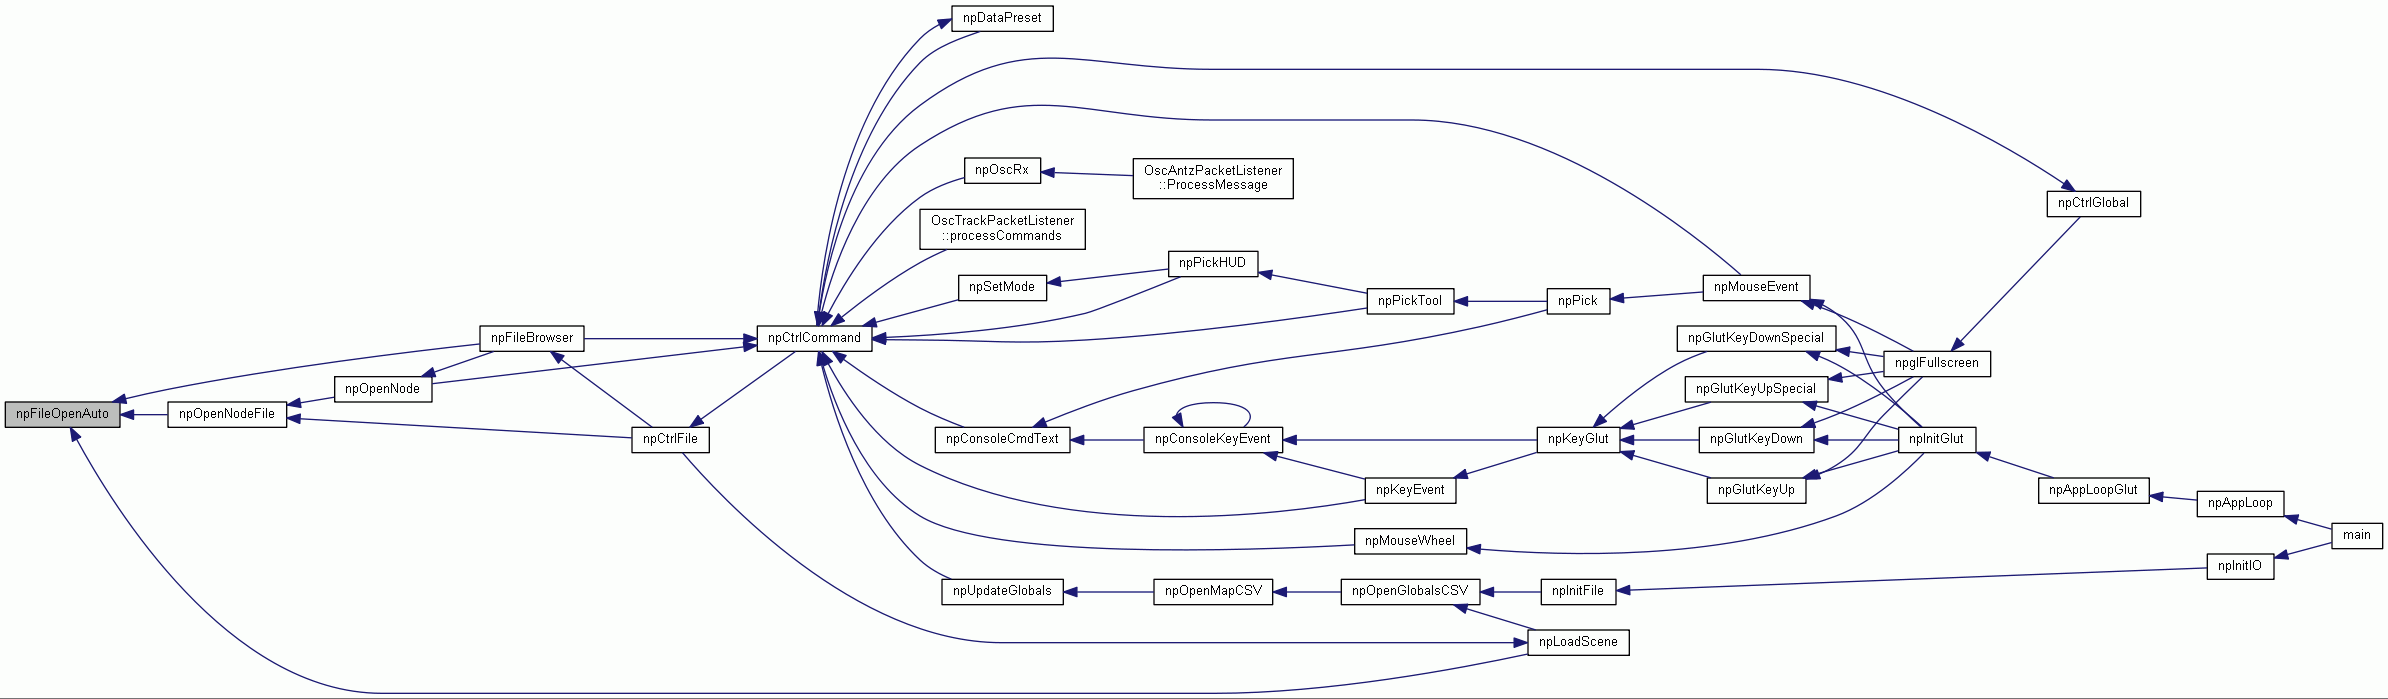 npFileOpenAuto
npOpenNodeFile
npOpenNode
npFileBrowser
npCtrlFile
npCtrlCommand
npDataPreset
npOscRx
OscAntzPacketListener
::ProcessMessage
OscTrackPacketListener
::processCommands
npSetMode
npPickHUD
npPickTool
npPick
npMouseEvent
npConsoleCmdText
npConsoleKeyEvent
npKeyEvent
npKeyGlut
npGlutKeyDownSpecial
npGlutKeyUpSpecial
npGlutKeyDown
npGlutKeyUp
npglFullscreen
npInitGlut
npCtrlGlobal
npMouseWheel
npUpdateGlobals
npOpenMapCSV
npOpenGlobalsCSV
npInitFile
npLoadScene
npAppLoopGlut
npAppLoop
npInitIO
main